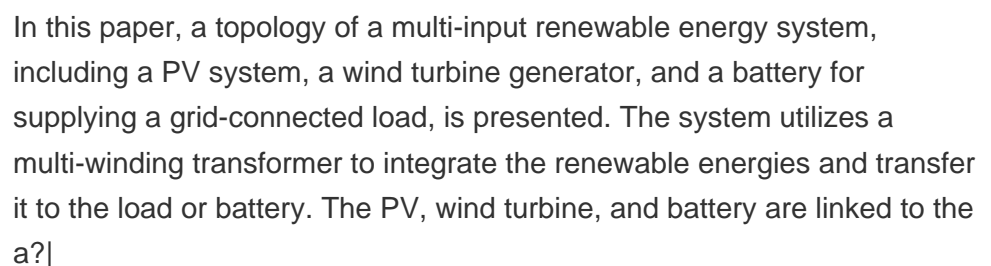 In this paper, a topology of a multi-input renewable energy system,
including a PV system, a wind turbine generator, and a battery for
supplying a grid-connected load, is presented. The system utilizes a
multi-winding transformer to integrate the renewable energies and transfer
it to the load or battery. The PV, wind turbine, and battery are linked to the
a?|